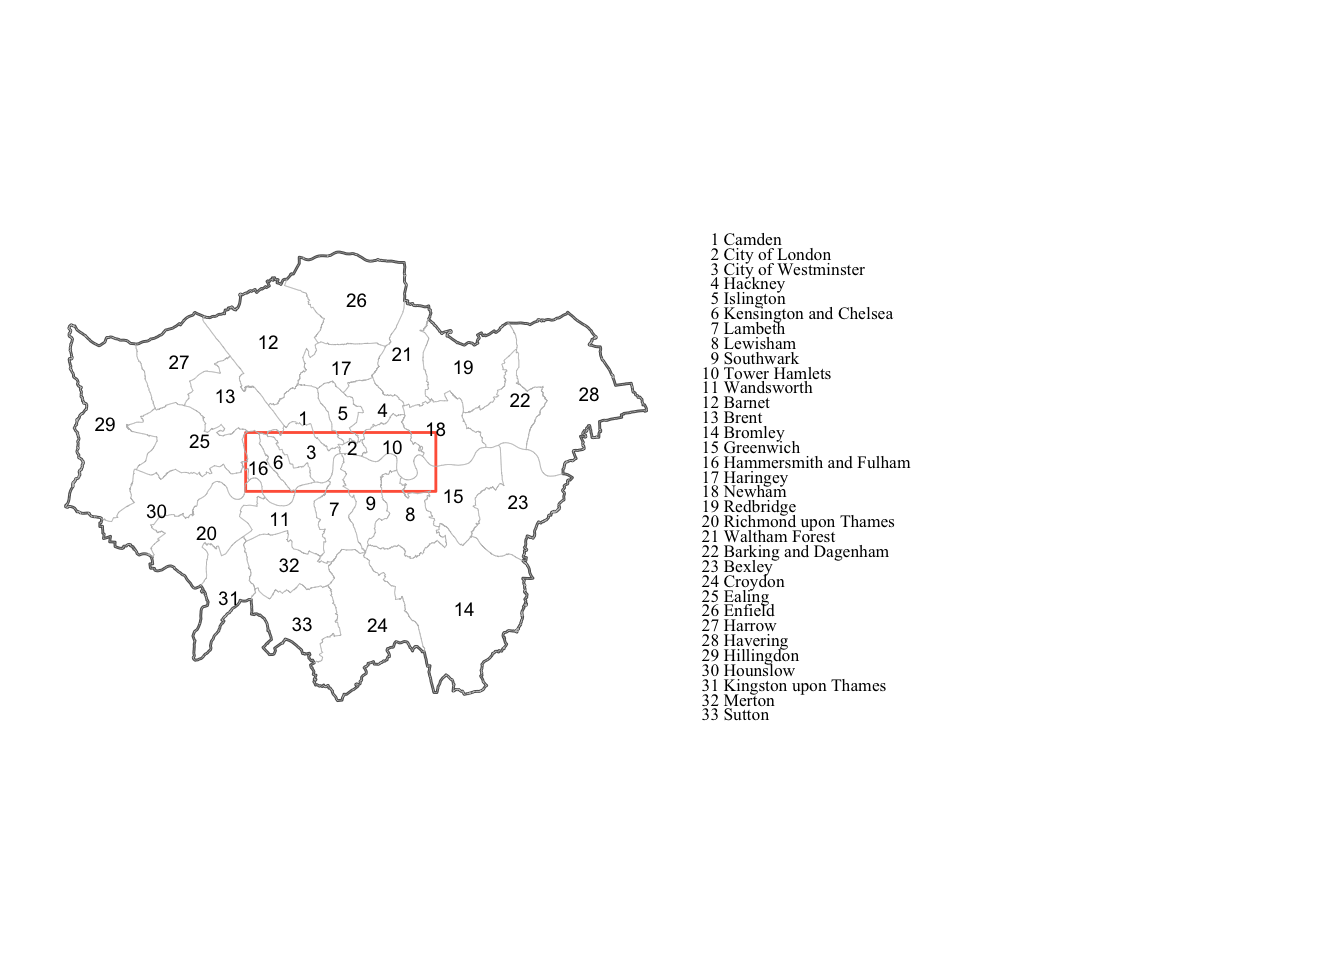 26
12
27
17
21
19
13
28
22
1
5
4
29
18
25
3
2
10
16
6
15
23
30
7
9
8
11
20
32
31
33
24
14
1 Camden
2 City of London
3 City of Westminster
4 Hackney
5 Islington
6 Kensington and Chelsea
7 Lambeth
8 Lewisham
9 Southwark
10 Tower Hamlets
11 Wandsworth
12 Barnet
13 Brent
14 Bromley
15 Greenwich
16 Hammersmith and Fulham
17 Haringey
18 Newham
19 Redbridge
20 Richmond upon Thames
21 Waltham Forest
22 Barking and Dagenham
23 Bexley
24 Croydon
25 Ealing
26 Enfield
27 Harrow
28 Havering
29 Hillingdon
30 Hounslow
31 Kingston upon Thames
32 Merton
33 Sutton